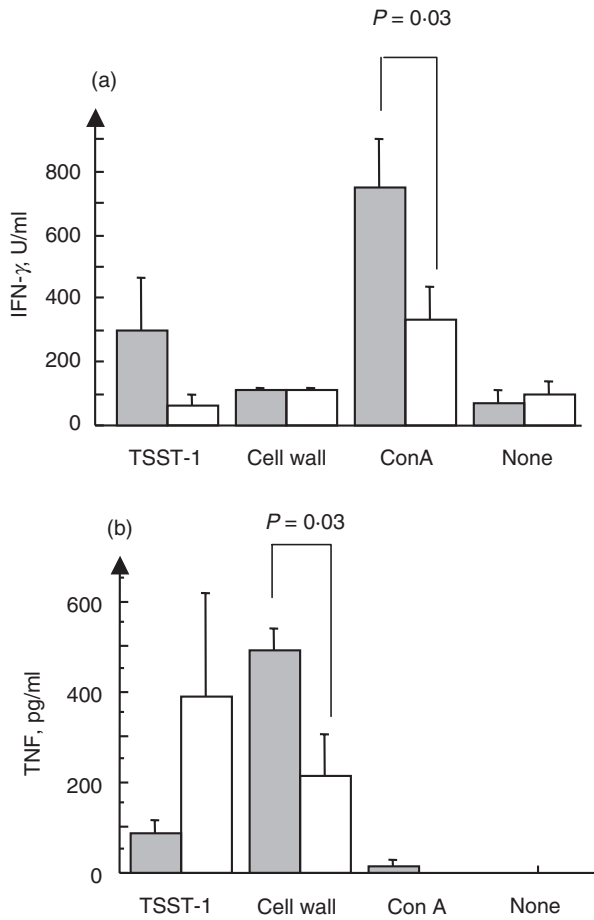 P = 0·03
(a)
800
600
400
200
0
IFN-γ, U/ml
TSST-1 Cell wall ConA None
P = 0·03
(b)
600
400
200
0
TNF, pg/ml
TSST-1 Cell wall Con A None